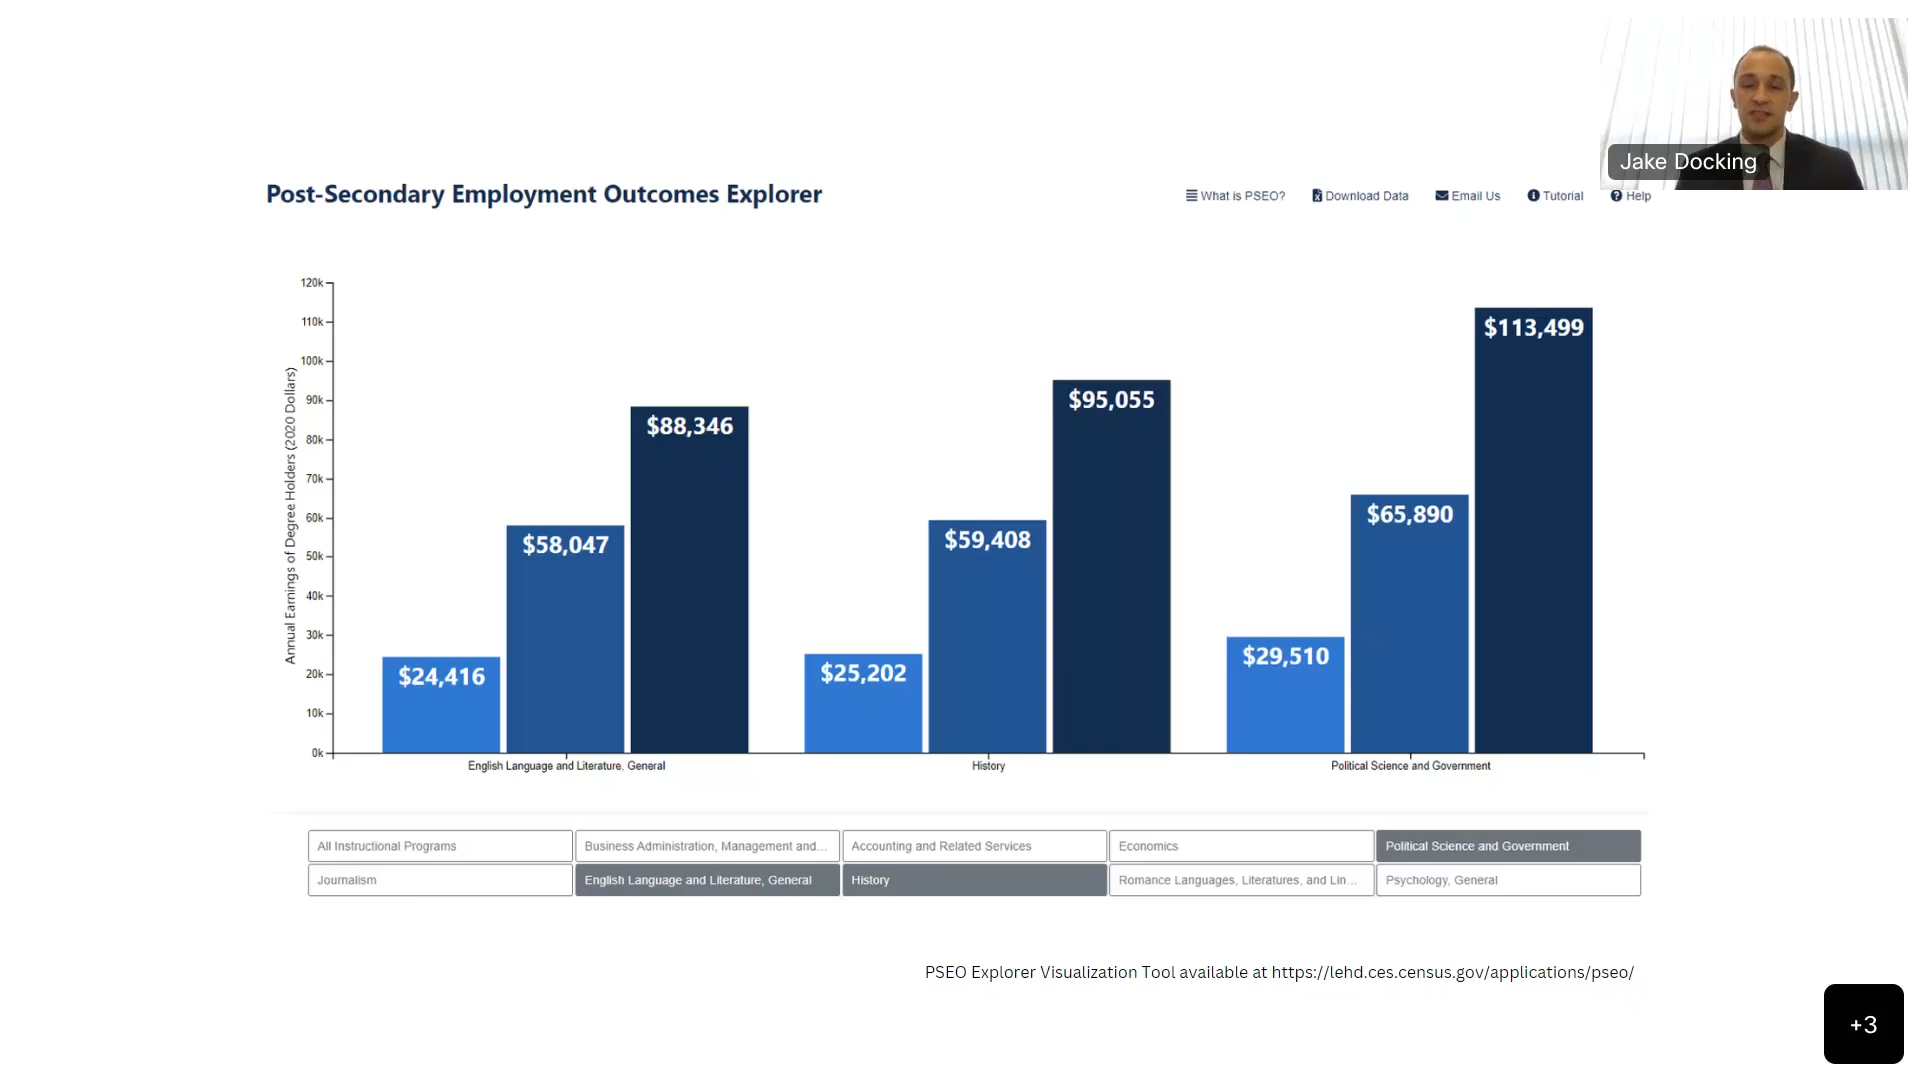 Jake Docking
Post-Secondary Employment Outcomes Explorer
What is PSEO?
Download Data
Email Us
Tutorial
Help
Annual Earnings of Degree Holders (2020 Dollars)
120k
110k
100k
90k
80k
70k
60k
50k
40k
30k
20k
10k
0k
$24,416
$58,047
$88,346
$25,202
$59,408
$95,055
$29,510
$65,890
$113,499
English Language and Literature, General
History
Political Science and Government
All Instructional Programs
Business Administration, Management and...
Accounting and Related Services
Economics
Political Science and Government
Journalism
English Language and Literature, General
History
Romance Languages, Literatures, and Lin...
Psychology, General
PSEO Explorer Visualization Tool available at https://lehd.ces.census.gov/applications/pseo/
+3